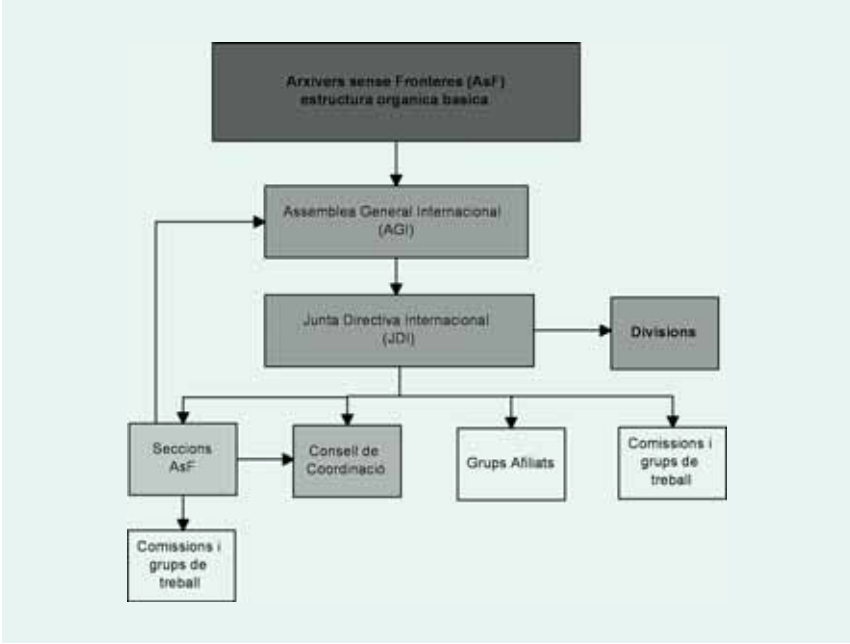 Arxivers sense Fronteres (AsF)
estructura organica basica
Assemblea General Internacional
(AGI)
Junta Directiva Internacional
(JDI)
Divisions
Seccions
AsF
Consell de
Coordinació
Grups Afiliats
Comissions i
grups de
treball
Comissions i
grups de
treball